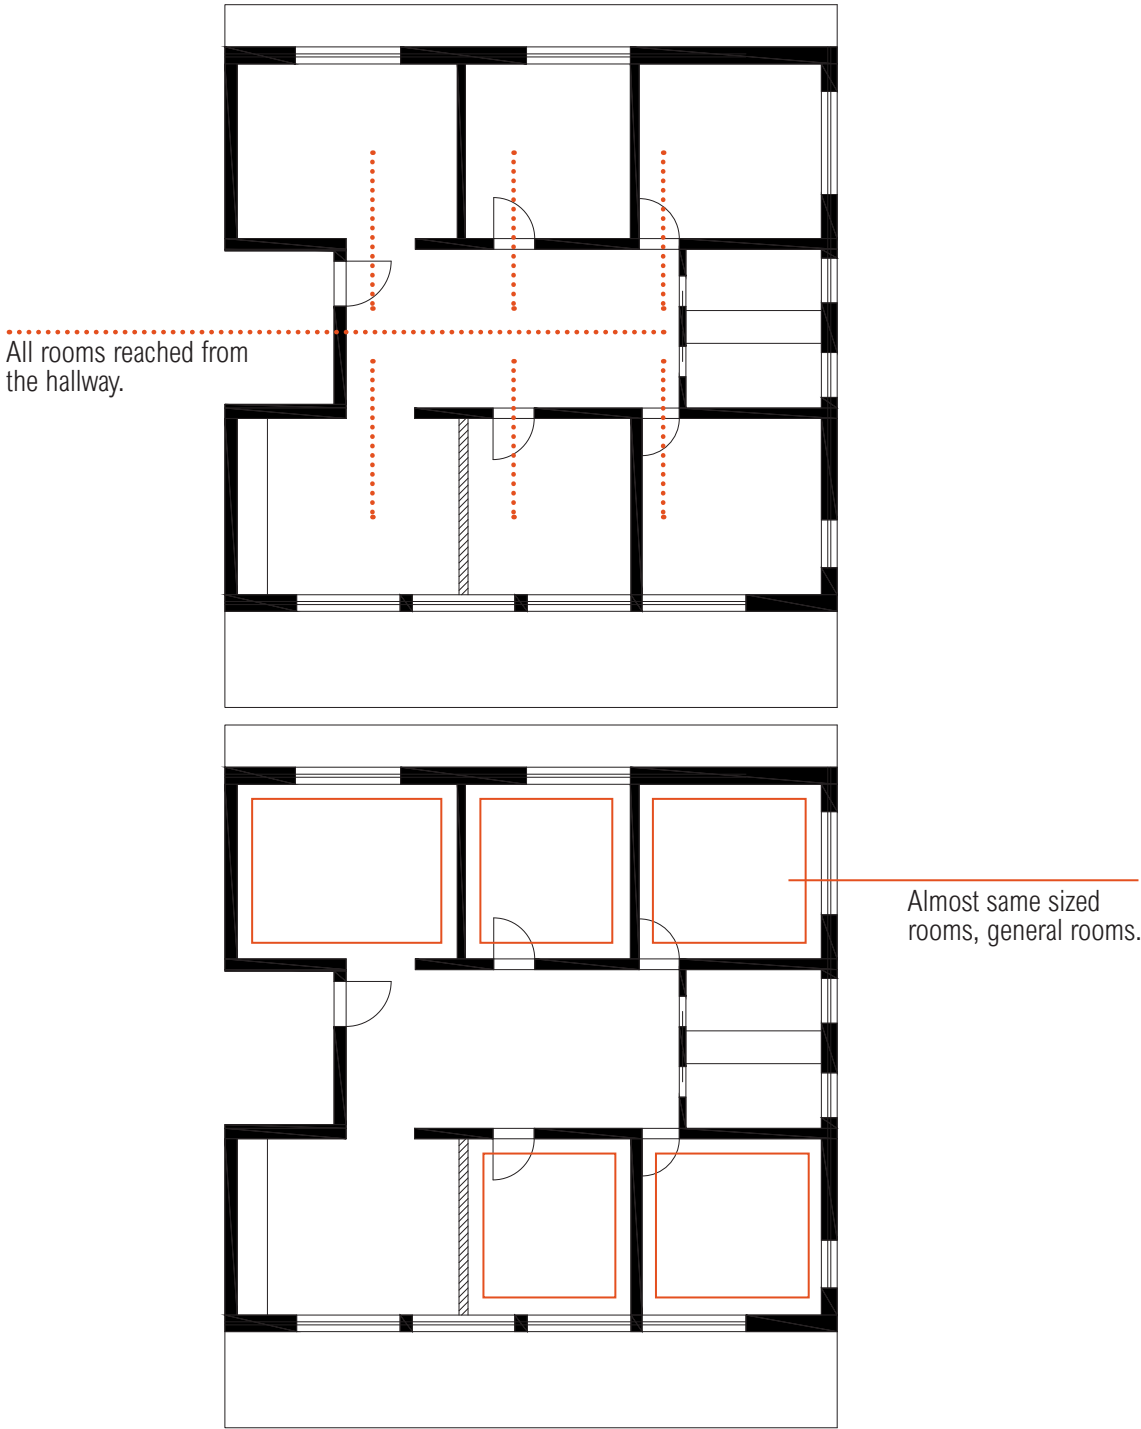 All rooms reached from
the hallway.
Almost same sized
rooms, general rooms.